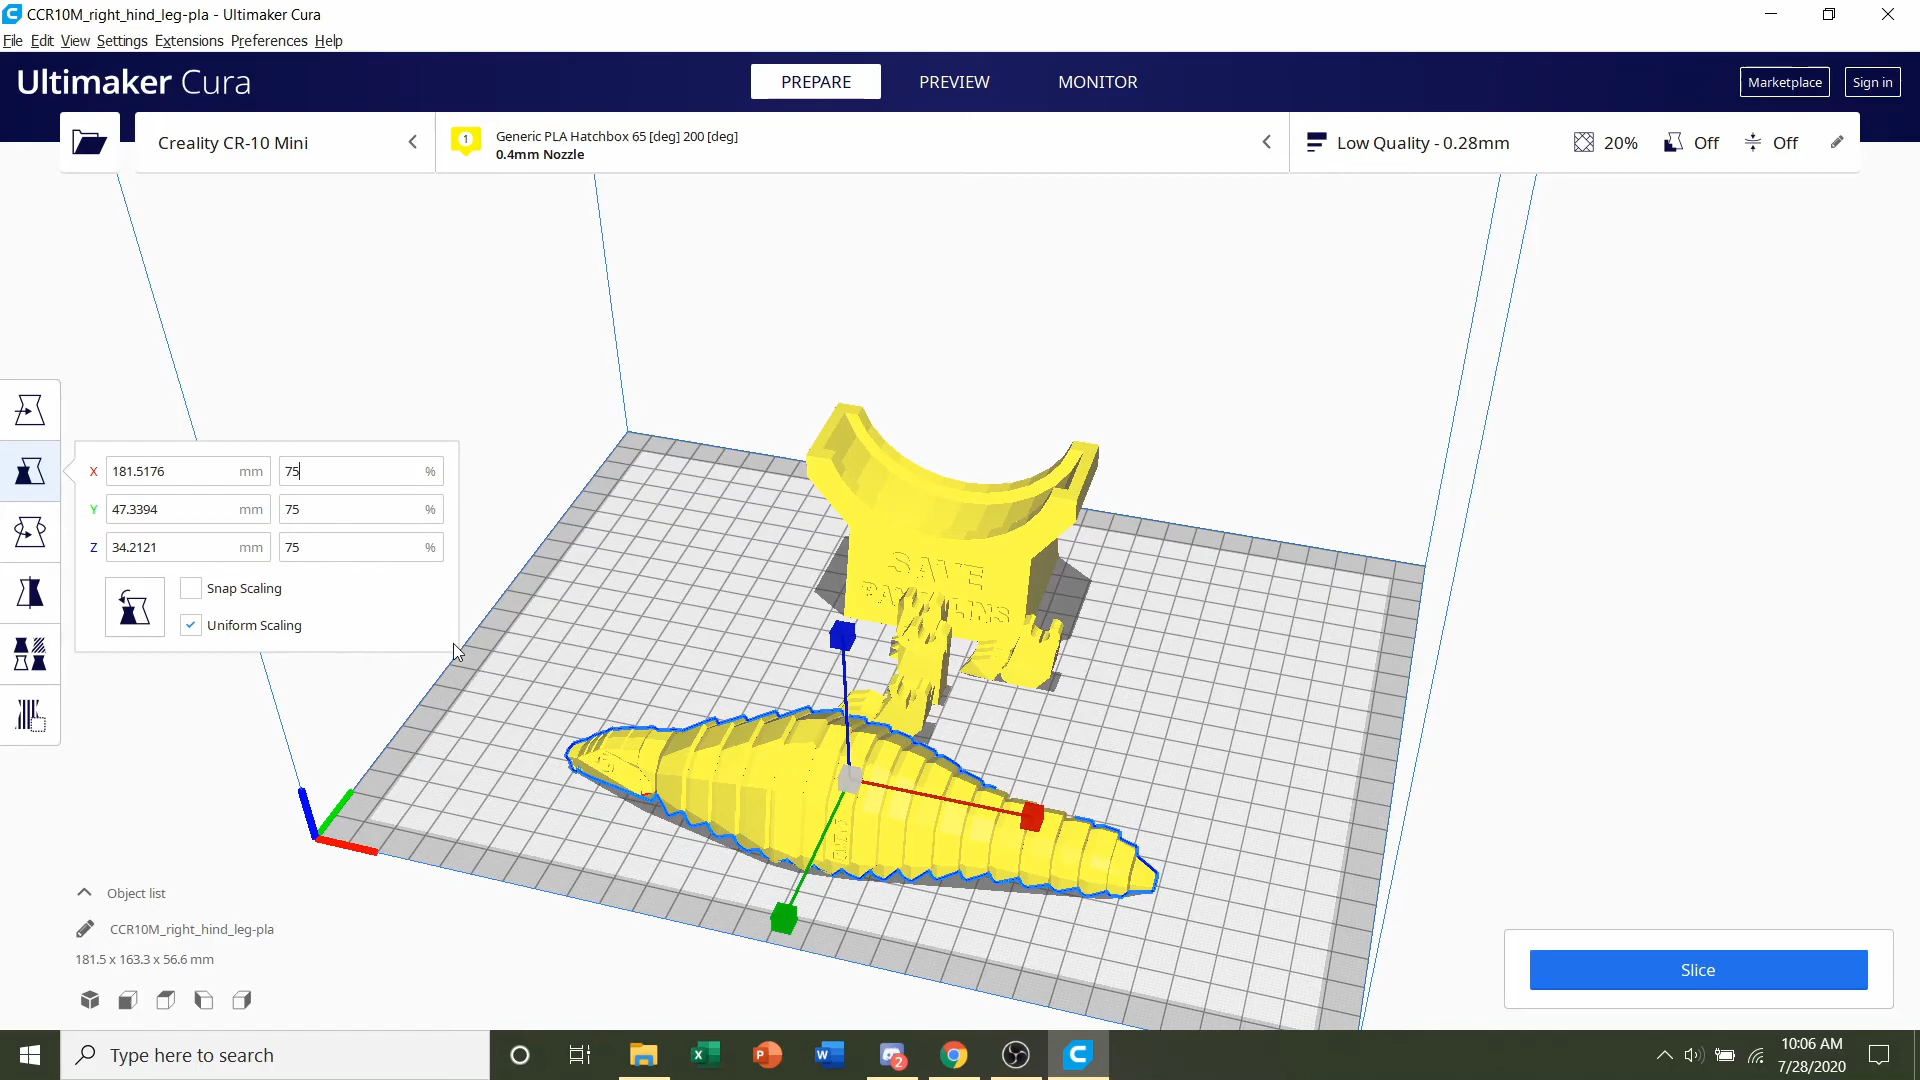 CCR10M_right_hind_leg-pla - Ultimaker Cura
File Edit View Settings Extensions Preferences Help
Ultimaker Cura
PREPARE PREVIEW MONITOR
Marketplace Sign in
Creality CR-10 Mini
1
Generic PLA Hatchbox 65 [deg] 200 [deg]
0.4mm Nozzle
Low Quality - 0.28mm
20% Off Off
X 181.5176 mm 75 %
Y 47.3394 mm 75 %
Z 34.2121 mm 75 %
Snap Scaling
Uniform Scaling
SAVE
Object list
CCR10M_right_hind_leg-pla
181.5 x 163.3 x 56.6 mm
Slice
Type here to search
2
10:06 AM
7/28/2020